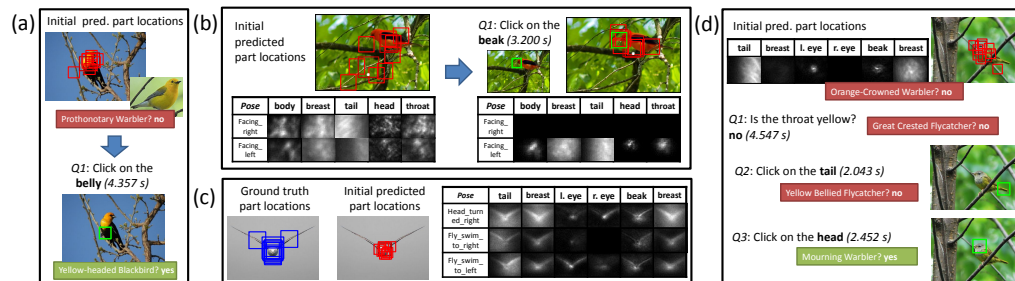 (a)
Initial pred. part locations
Prothonotary Warbler? no
Q1: Click on the
belly (4.357 s)
Yellow-headed Blackbird? yes
(b)
Initial
predicted
part locations
Q1: Click on the
beak (3.200 s)
Pose body breast tail head throat
Facing_
right
Facing_
left
Pose body breast tail head throat
Facing_
right
Facing_
left
(c)
Ground truth
part locations
Initial predicted
part locations
Pose tail breast l. eye r. eye beak breast
Head_turn
ed_right
Fly_swim_
to_right
Fly_swim_
to_left
(d)
Initial pred. part locations
tail breast l. eye r. eye beak breast
Orange-Crowned Warbler? no
Q1: Is the throat yellow?
no (4.547 s)
Great Crested Flycatcher? no
Q2: Click on the tail (2.043 s)
Yellow Bellied Flycatcher? no
Q3: Click on the head (2.452 s)
Mourning Warbler? yes